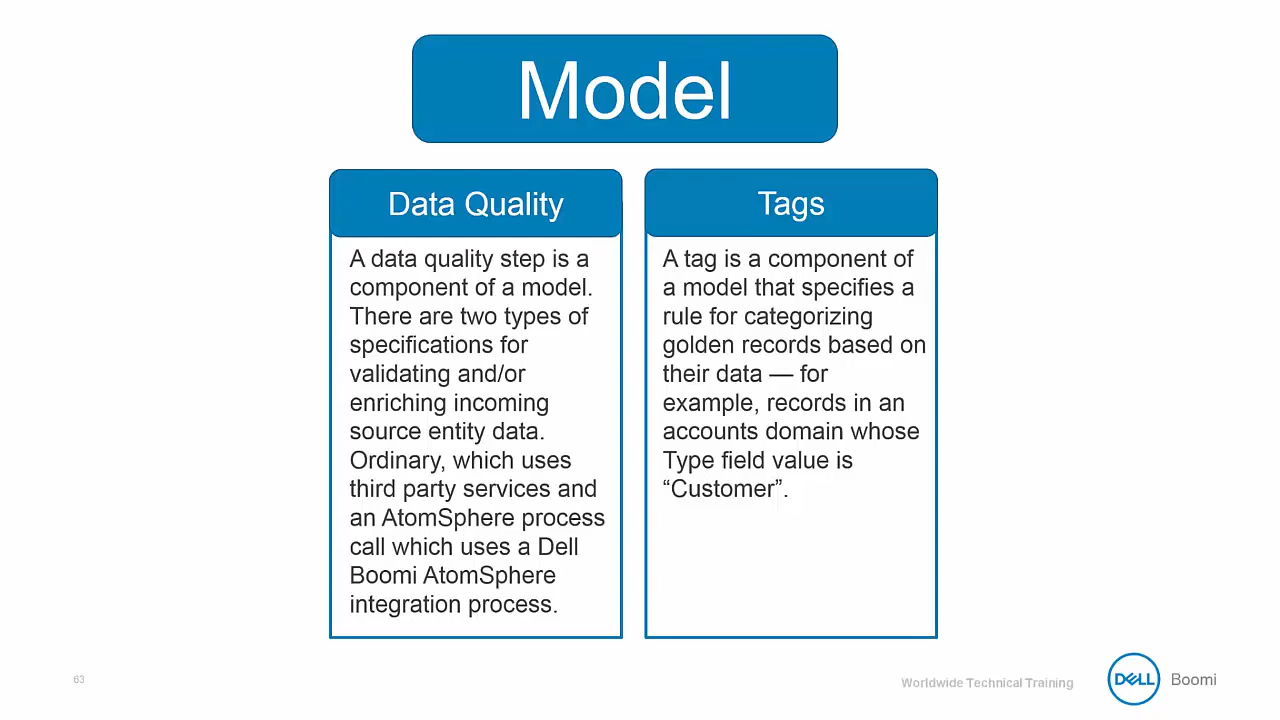 Model
Data Quality
A data quality step is a
component of a model.
There are two types of
specifications for
validating and/or
enriching incoming
source entity data.
Ordinary, which uses
third party services and
an AtomSphere process
call which uses a Dell
Boomi AtomSphere
integration process.
Tags
A tag is a component of
a model that specifies a
rule for categorizing
golden records based on
their data — for
example, records in an
accounts domain whose
Type field value is
“Customer”.
63
Worldwide Technical Training
DELL Boomi